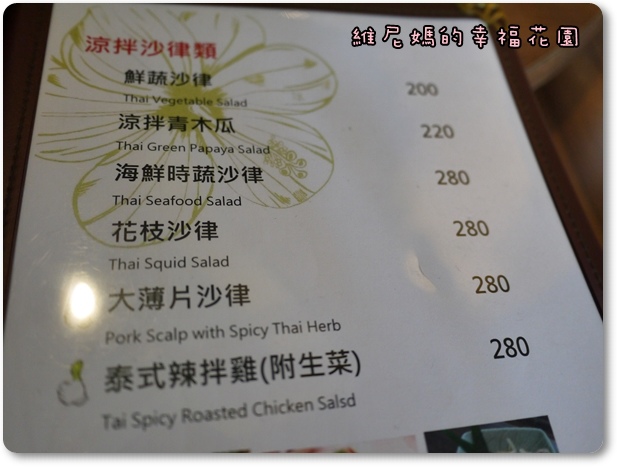 維尼媽的幸福花園
涼拌沙律類
鮮蔬沙律 200
Thai Vegetable Salad
涼拌青木瓜 220
Thai Green Papaya Salad
海鮮時蔬沙律 280
Thai Seafood Salad
花枝沙律 280
Thai Squid Salad
大薄片沙律 280
Pork Scalp with Spicy Thai Herb
泰式辣拌雞(附生菜) 280
Tai Spicy Roasted Chicken Salsd